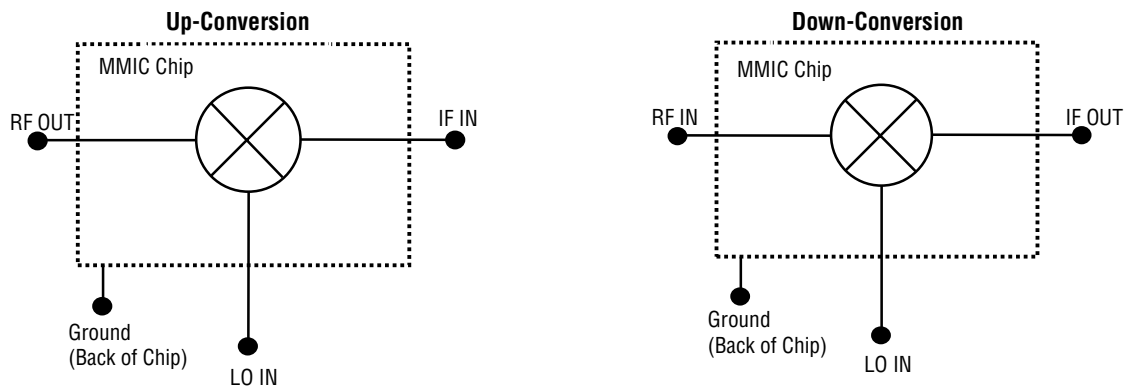 Up-Conversion
MMIC Chip
RF OUT
IF IN
Ground
(Back of Chip)
LO IN
Down-Conversion
MMIC Chip
RF IN
IF OUT
Ground
(Back of Chip)
LO IN